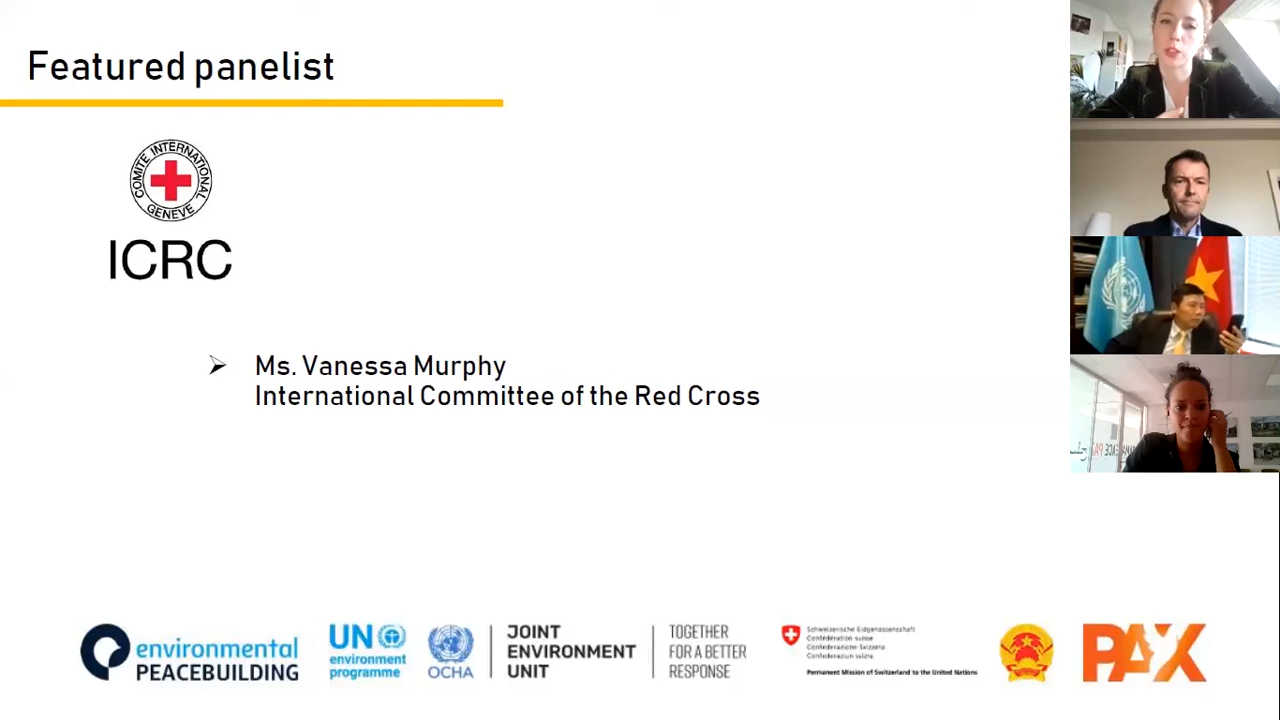 Featured panelist
COMITE INTERNATIONAL
GENEVE
ICRC
Ms. Vanessa Murphy
International Committee of the Red Cross
environmental
PEACEBUILDING
UN
environment
programme
OCHA
JOINT
ENVIRONMENT
UNIT
TOGETHER
FOR A BETTER
RESPONSE
Schweizerische Eidgenossenschaft
Confédération suisse
Confederazione Svizzera
Confederaziun svizra
Permanent Mission of Switzerland to the United Nations
PAX